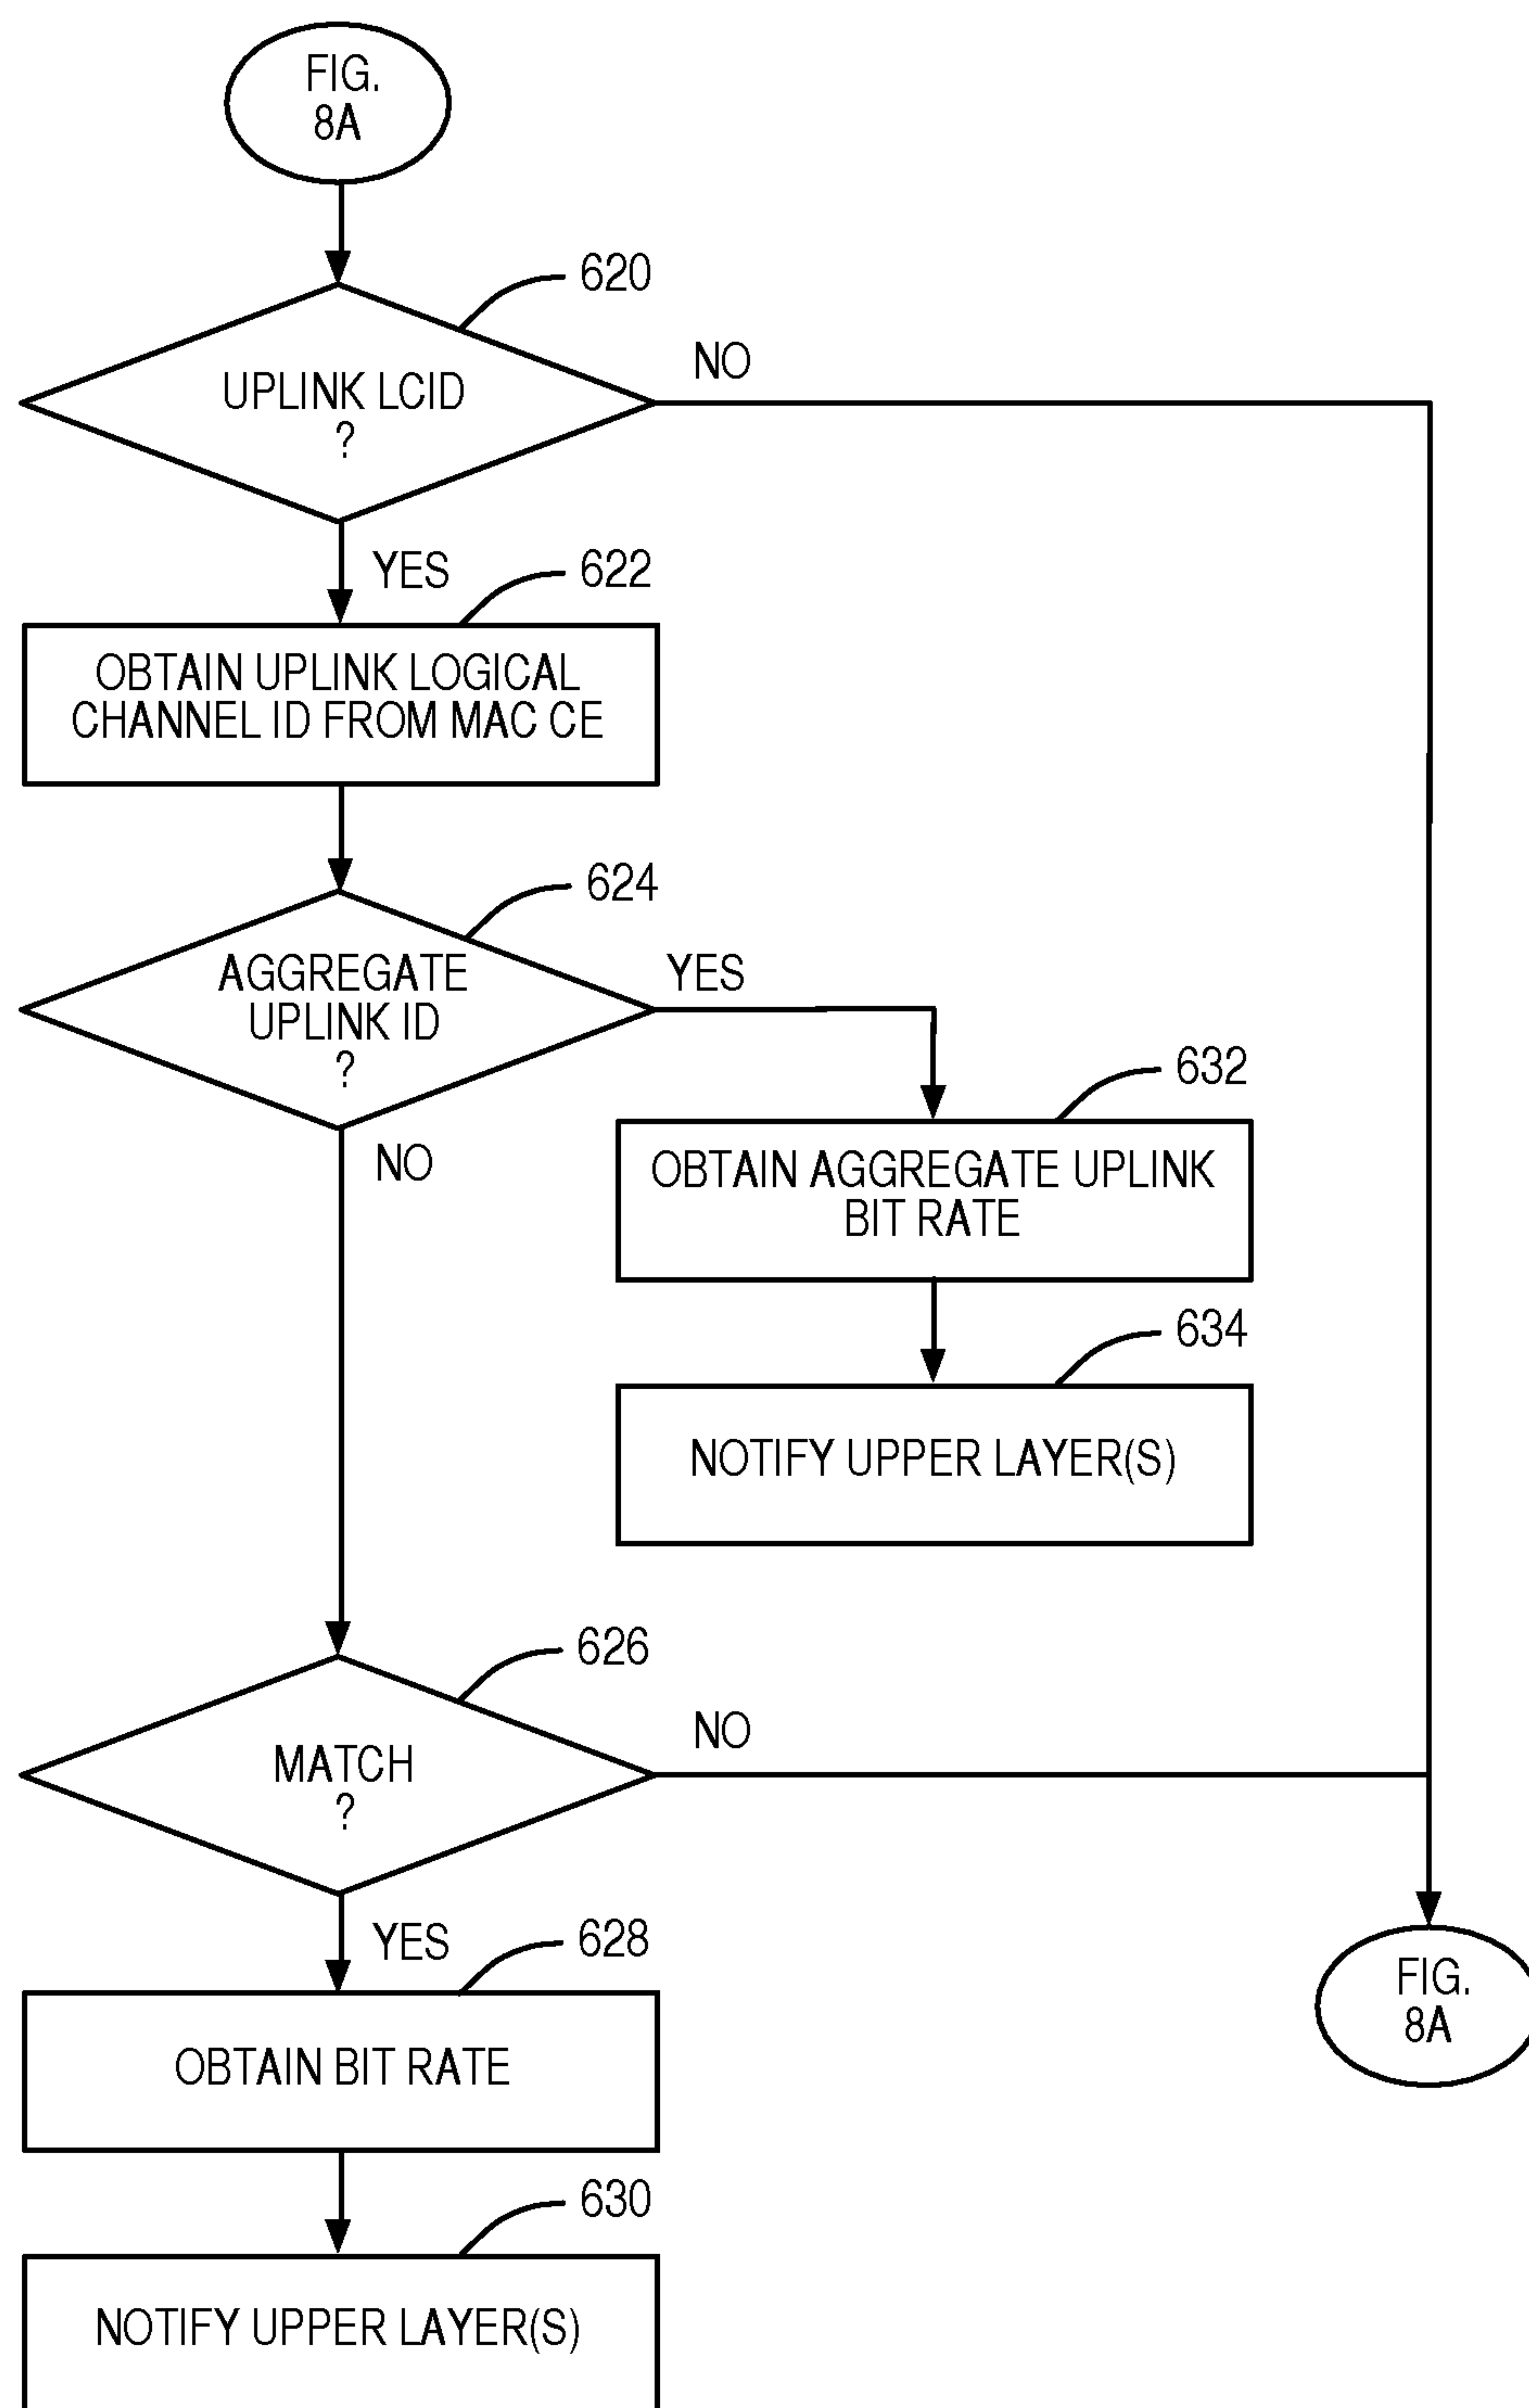 FIG.
8A
620
UPLINK LCID
?
NO
YES
622
OBTAIN UPLINK LOGICAL
CHANNEL ID FROM MAC CE
624
AGGREGATE
UPLINK ID
?
YES
NO
632
OBTAIN AGGREGATE UPLINK
BIT RATE
634
NOTIFY UPPER LAYER(S)
626
MATCH
?
NO
YES
628
OBTAIN BIT RATE
FIG.
8A
630
NOTIFY UPPER LAYER(S)